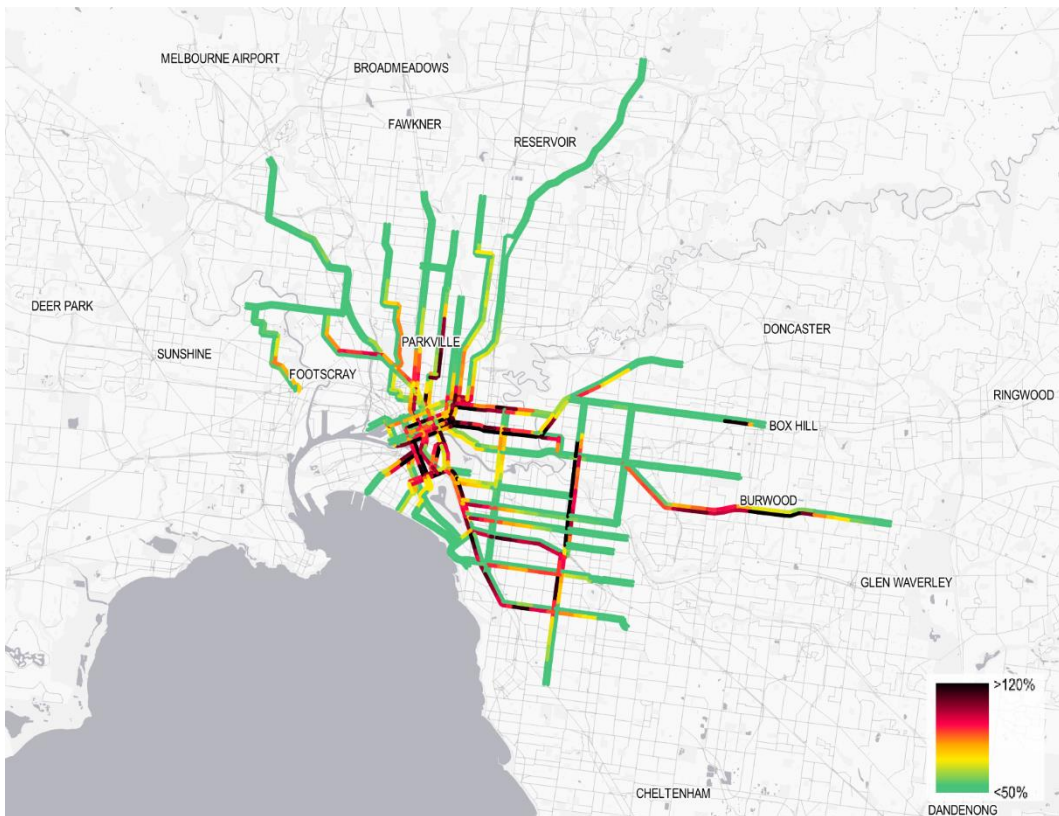 MELBOURNE AIRPORT
BROADMEADOWS
FAWKNER
RESERVOIR
DEER PARK
SUNSHINE
FOOTSCRAY
PARKVILLE
DONCASTER
RINGWOOD
BOX HILL
BURWOOD
GLEN WAVERLEY
>120%
<50%
CHELTENHAM
DANDENONG